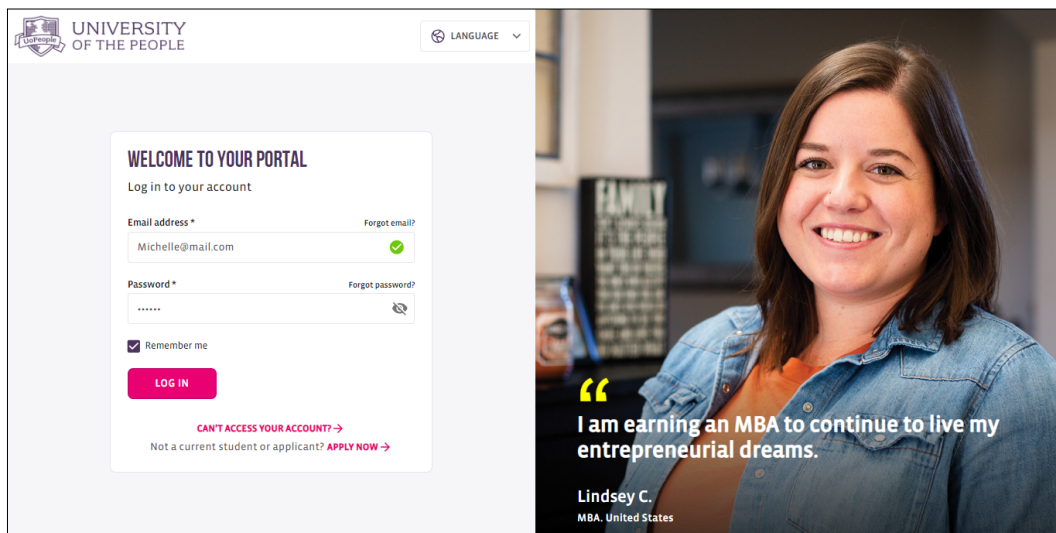 UoPeople
UNIVERSITY
OF THE PEOPLE
LANGUAGE
WELCOME TO YOUR PORTAL
Log in to your account
Email address * Forgot email?
Michelle@mail.com
Password * Forgot password?
••••••
Remember me
LOG IN
CAN'T ACCESS YOUR ACCOUNT? →
Not a current student or applicant? APPLY NOW →
FAMILY
“
I am earning an MBA to continue to live my
entrepreneurial dreams.
Lindsey C.
MBA. United States